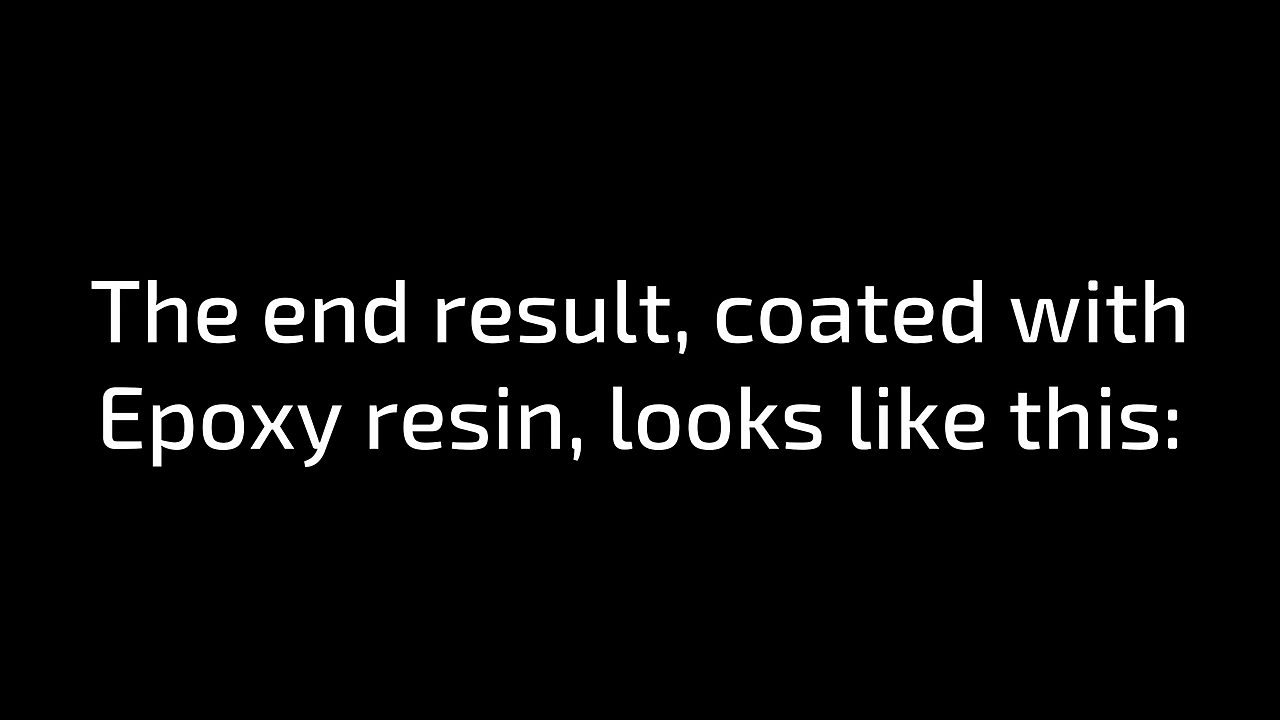 The end result, coated with
Epoxy resin, looks like this: